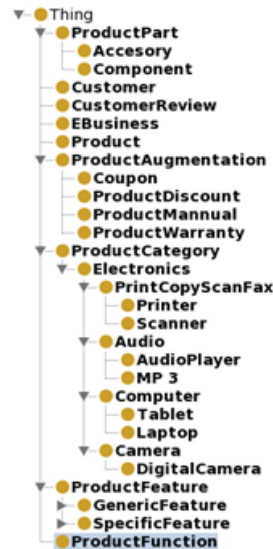 Thing
ProductPart
Accesory
Component
Customer
CustomerReview
EBusiness
Product
ProductAugmentation
Coupon
ProductDiscount
ProductMannual
ProductWarranty
ProductCategory
Electronics
PrintCopyScanFax
Printer
Scanner
Audio
AudioPlayer
MP 3
Computer
Tablet
Laptop
Camera
DigitalCamera
ProductFeature
GenericFeature
SpecificFeature
ProductFunction